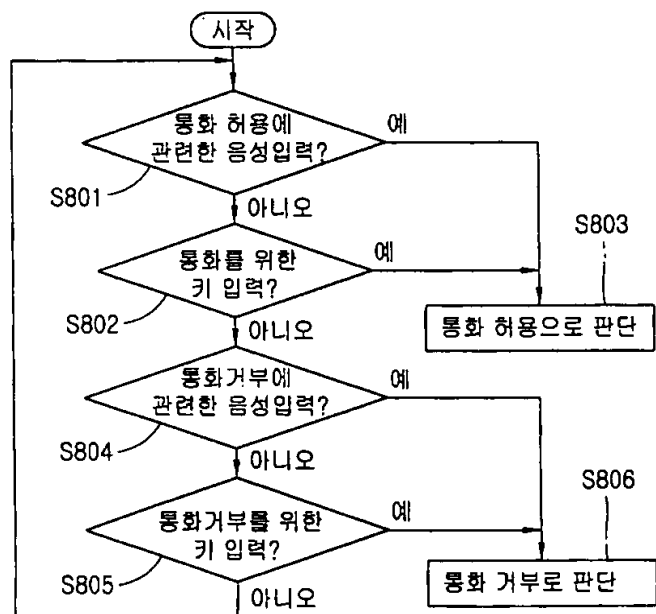 시작
통화 허용에
관련한 음성입력?
예
S801
아니오
S803
통화를 위한
키 입력?
예
S802
아니오
통화 허용으로 판단
통화거부에
관련한 음성입력?
예
S804
아니오
S806
통화거부를 위한
키 입력?
예
S805
아니오
통화 거부로 판단